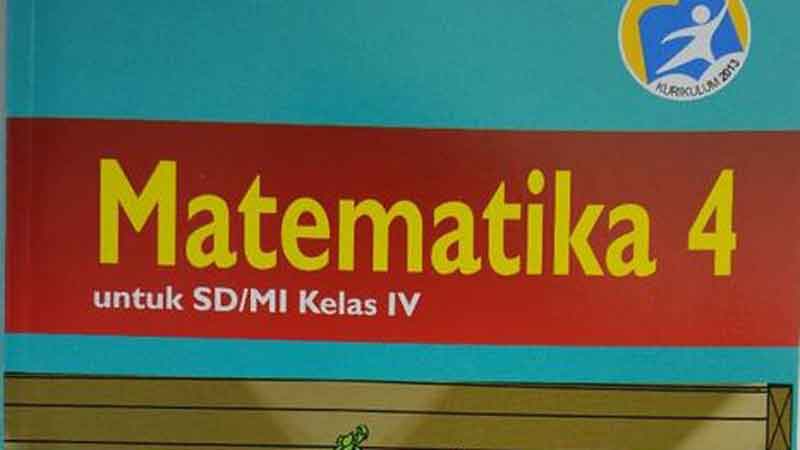 KURIKULUM 2013
Matematika 4
untuk SD/MI Kelas IV